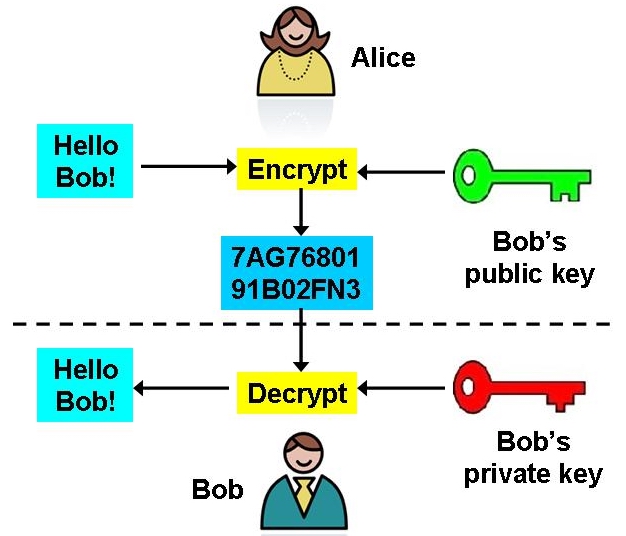 Alice
Hello
Bob!
Encrypt
Bob's
public key
7AG76801
91B02FN3
Hello
Bob!
Decrypt
Bob's
private key
Bob